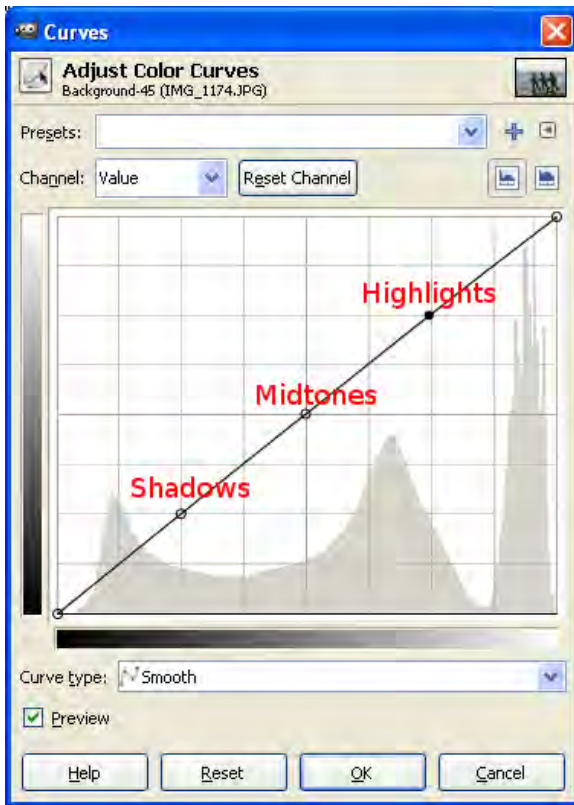 Curves
Adjust Color Curves
Background-45 (IMG_1174.JPG)
Presets:
Channel: Value Reset Channel
Highlights
Midtones
Shadows
Curve type: Smooth
Preview
Help Reset OK Cancel